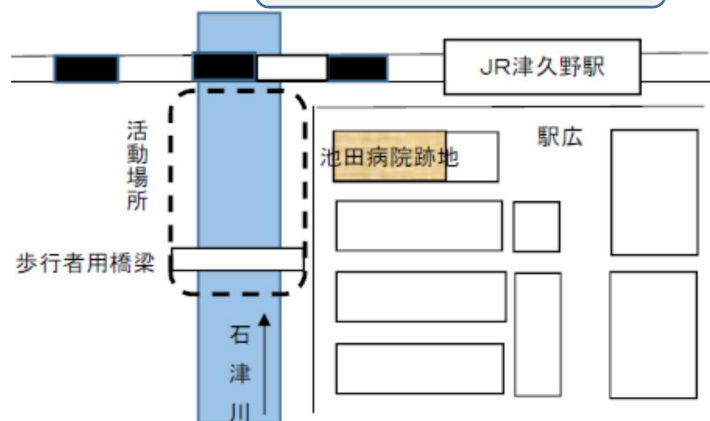 JR津久野駅
活動場所
池田病院跡地
駅広
歩行者用橋梁
石津川